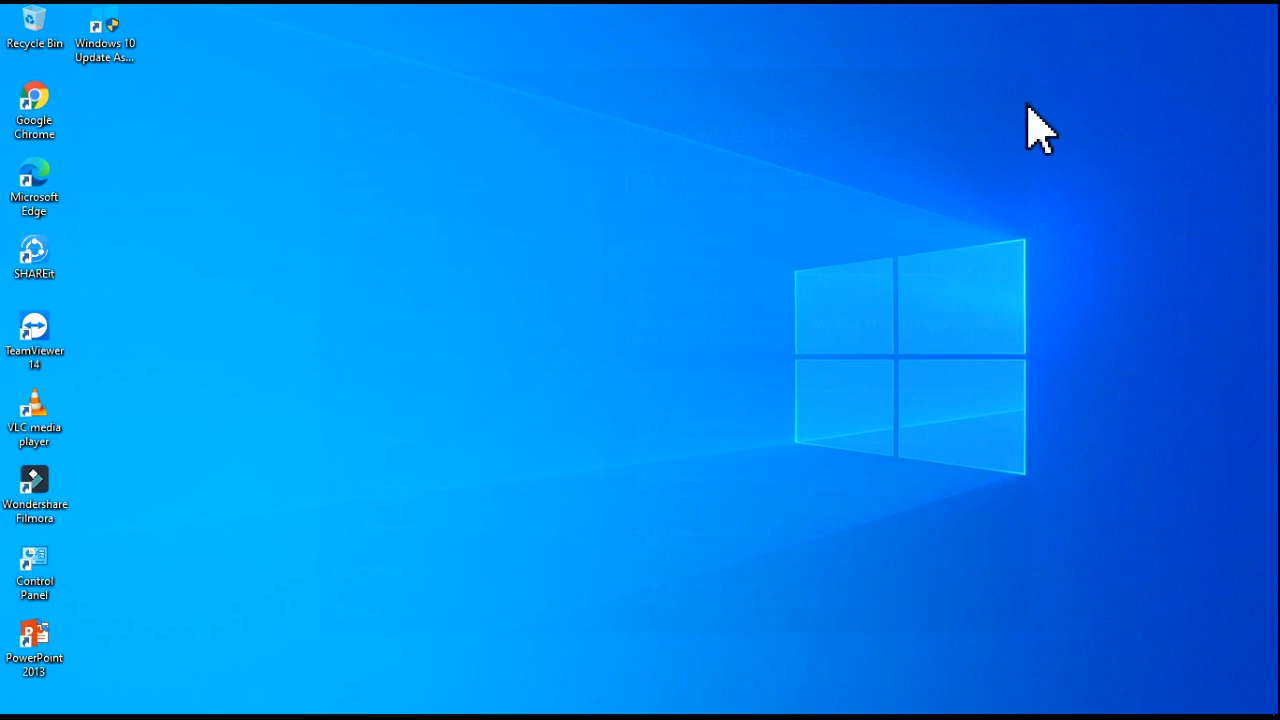 Recycle Bin
Windows 10
Update As...
Google
Chrome
Microsoft
Edge
SHAREit
TeamViewer
14
VLC media
player
Wondershare
Filmora
Control
Panel
PowerPoint
2013